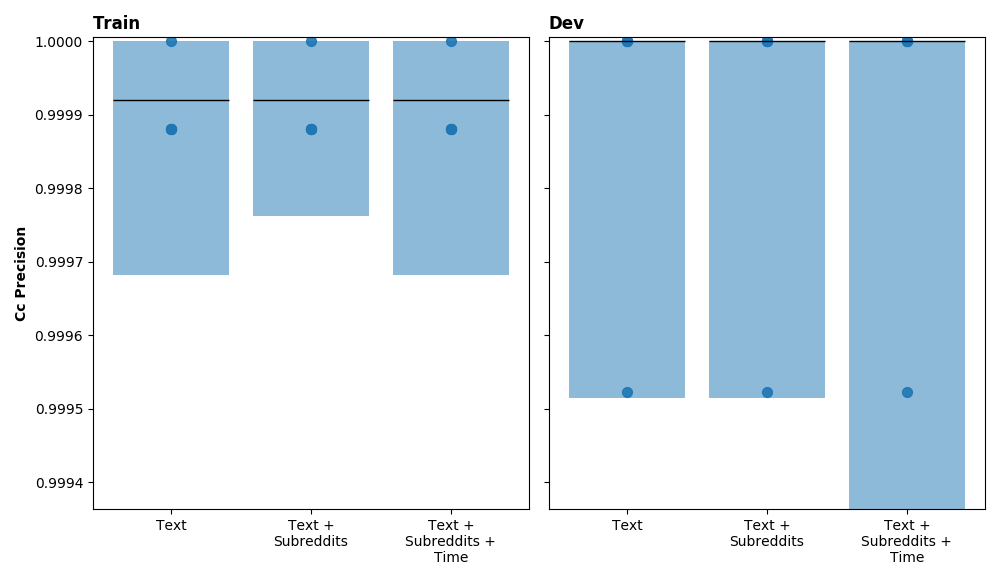 Train
Dev
1.0000
0.9999
0.9998
0.9997
0.9996
0.9995
0.9994
Cc Precision
Text
Text +
Subreddits
Text +
Subreddits +
Time
Text
Text +
Subreddits
Text +
Subreddits +
Time